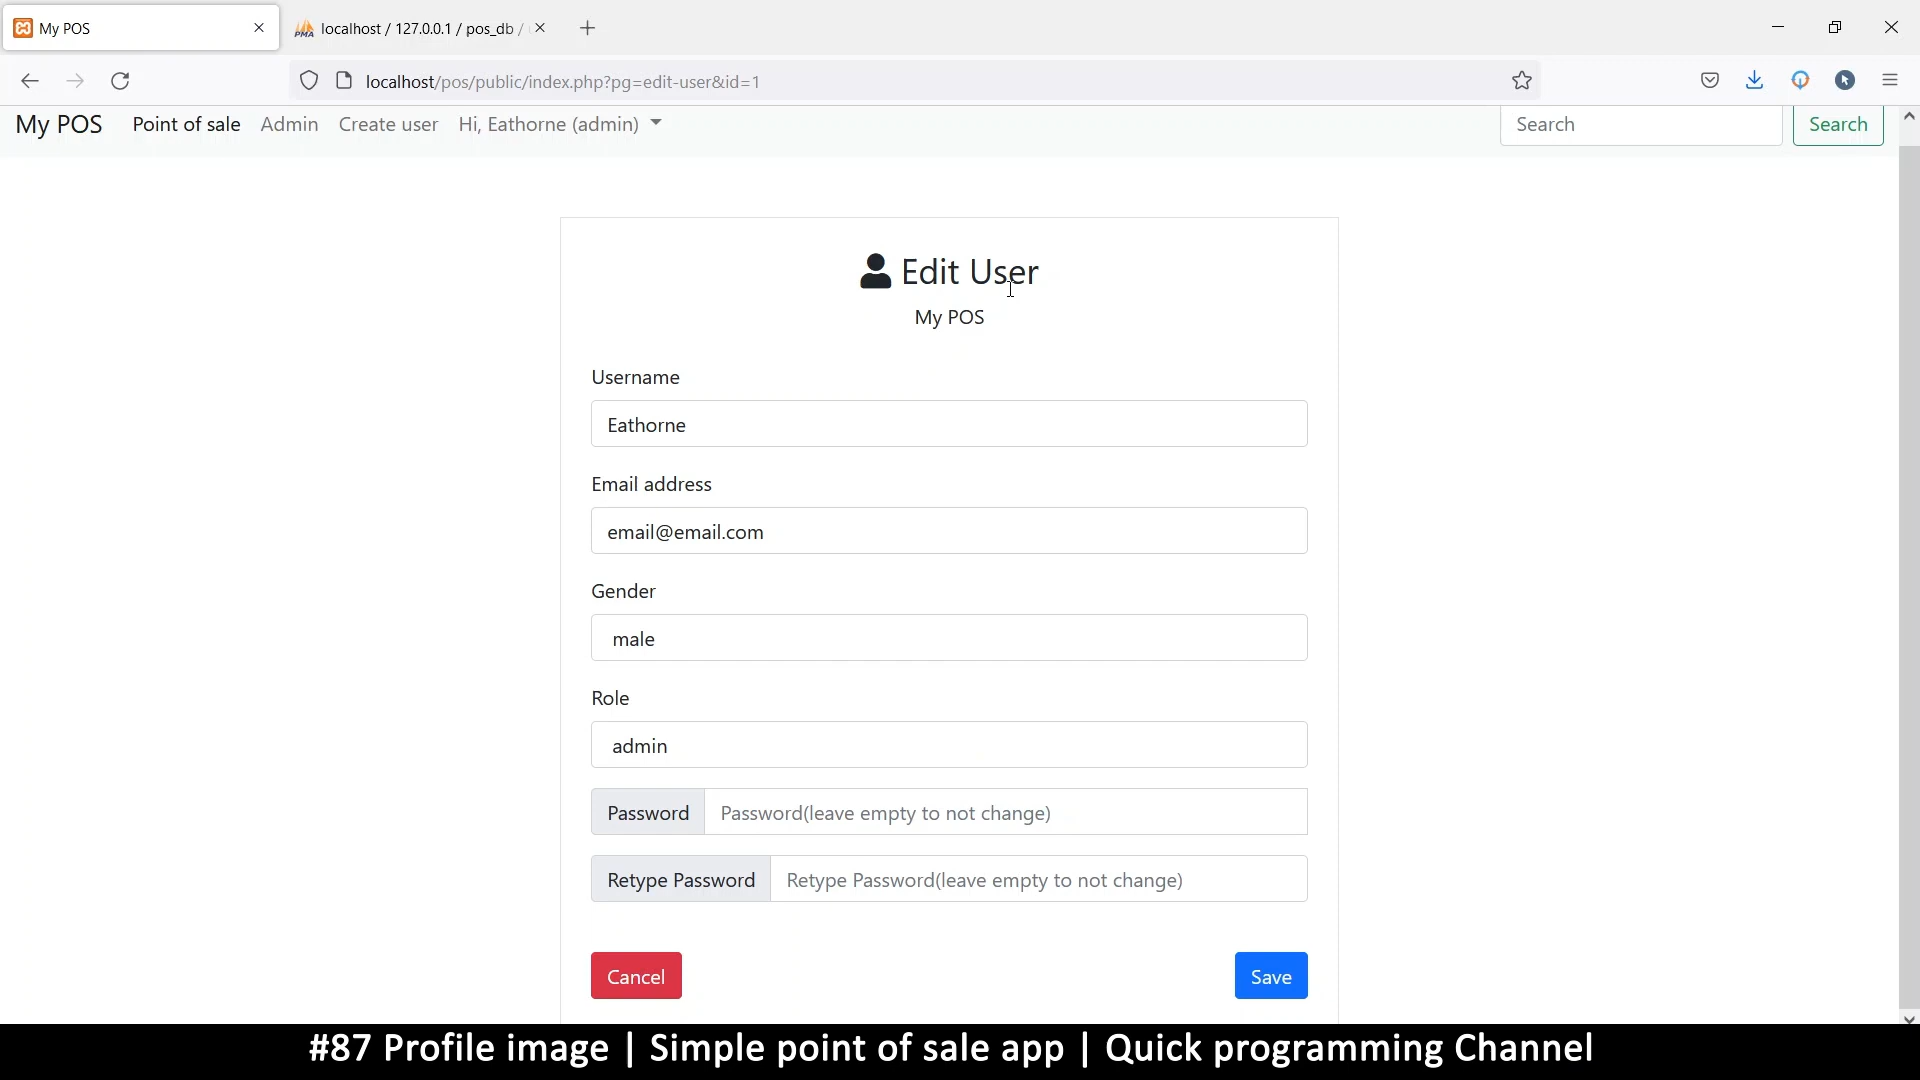 My POS
localhost / 127.0.0.1 / pos_db /
localhost/pos/public/index.php?pg=edit-user&id=1
My POS Point of sale Admin Create user Hi, Eathorne (admin) Search Search
Edit User
My POS
Username
Eathorne
Email address
email@email.com
Gender
male
Role
admin
Password Password(leave empty to not change)
Retype Password Retype Password(leave empty to not change)
Cancel Save
#87 Profile image | Simple point of sale app | Quick programming Channel